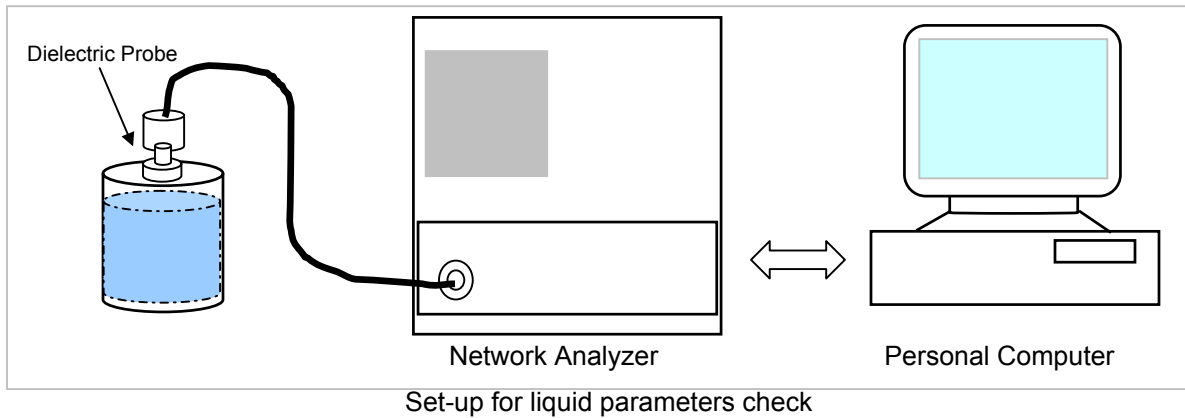 Dielectric Probe
Network Analyzer
Personal Computer
Set-up for liquid parameters check